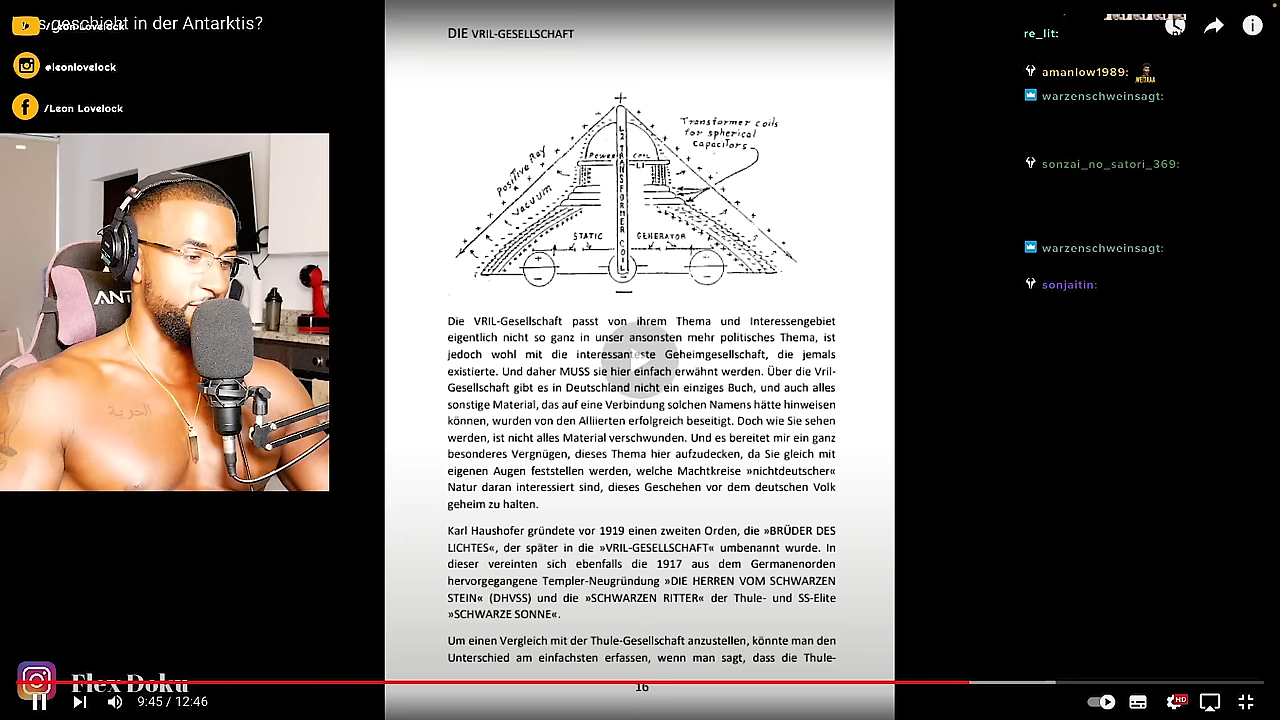 geschieht in der Antarktis?
/Leon Lovelock
@leonlovelock
/Leon Lovelock
ANT
الحرية
DIE VRIL-GESELLSCHAFT
+
Transformer coils
for spherical
capacitors
Positive Ray
Vacuum
Power Coil
TRANSFORMER COIL
STATIC GENERATOR
Die VRIL-Gesellschaft passt von ihrem Thema und Interessengebiet
eigentlich nicht so ganz in unser ansonsten mehr politisches Thema, ist
jedoch wohl mit die interessanteste Geheimgesellschaft, die jemals
existierte. Und daher MUSS sie hier einfach erwähnt werden. Über die Vril-
Gesellschaft gibt es in Deutschland nicht ein einziges Buch, und auch alles
sonstige Material, das auf eine Verbindung solchen Namens hätte hinweisen
können, wurden von den Alliierten erfolgreich beseitigt. Doch wie Sie sehen
werden, ist nicht alles Material verschwunden. Und es bereitet mir ein ganz
besonderes Vergnügen, dieses Thema hier aufzudecken, da Sie gleich mit
eigenen Augen feststellen werden, welche Machtkreise »nichtdeutscher«
Natur daran interessiert sind, dieses Geschehen vor dem deutschen Volk
geheim zu halten.
Karl Haushofer gründete vor 1919 einen zweiten Orden, die »BRÜDER DES
LICHTES«, der später in die »VRIL-GESELLSCHAFT« umbenannt wurde. In
dieser vereinten sich ebenfalls die 1917 aus dem Germanenorden
hervorgegangene Templer-Neugründung »DIE HERREN VOM SCHWARZEN
STEIN« (DHVSS) und die »SCHWARZEN RITTER« der Thule- und SS-Elite
»SCHWARZE SONNE«.
Um einen Vergleich mit der Thule-Gesellschaft anzustellen, könnte man den
Unterschied am einfachsten erfassen, wenn man sagt, dass die Thule-
16
re_lit:
amanlow1989:
warzenschweinsagt:
sonzai_no_satori_369:
warzenschweinsagt:
sonjaitin:
Flex Doku
9:45 / 12:46
HD